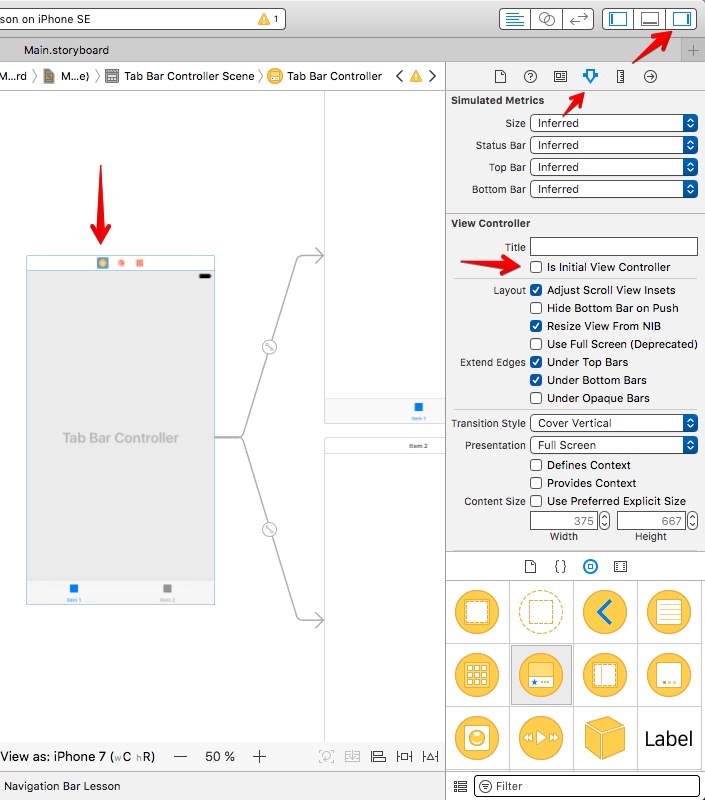 son on iPhone SE 1
Main.storyboard
M...rd M...e) Tab Bar Controller Scene Tab Bar Controller
Simulated Metrics
Size Inferred
Status Bar Inferred
Top Bar Inferred
Bottom Bar Inferred
View Controller
Title
Is Initial View Controller
Layout Adjust Scroll View Insets
Hide Bottom Bar on Push
Resize View From NIB
Use Full Screen (Deprecated)
Extend Edges Under Top Bars
Under Bottom Bars
Under Opaque Bars
Transition Style Cover Vertical
Presentation Full Screen
Defines Context
Provides Context
Content Size Use Preferred Explicit Size
375 667
Width Height
Tab Bar Controller
Item 1
Item 2
Item 1
Item 2
Label
View as: iPhone 7 (wC hR) 50 %
Navigation Bar Lesson
Filter